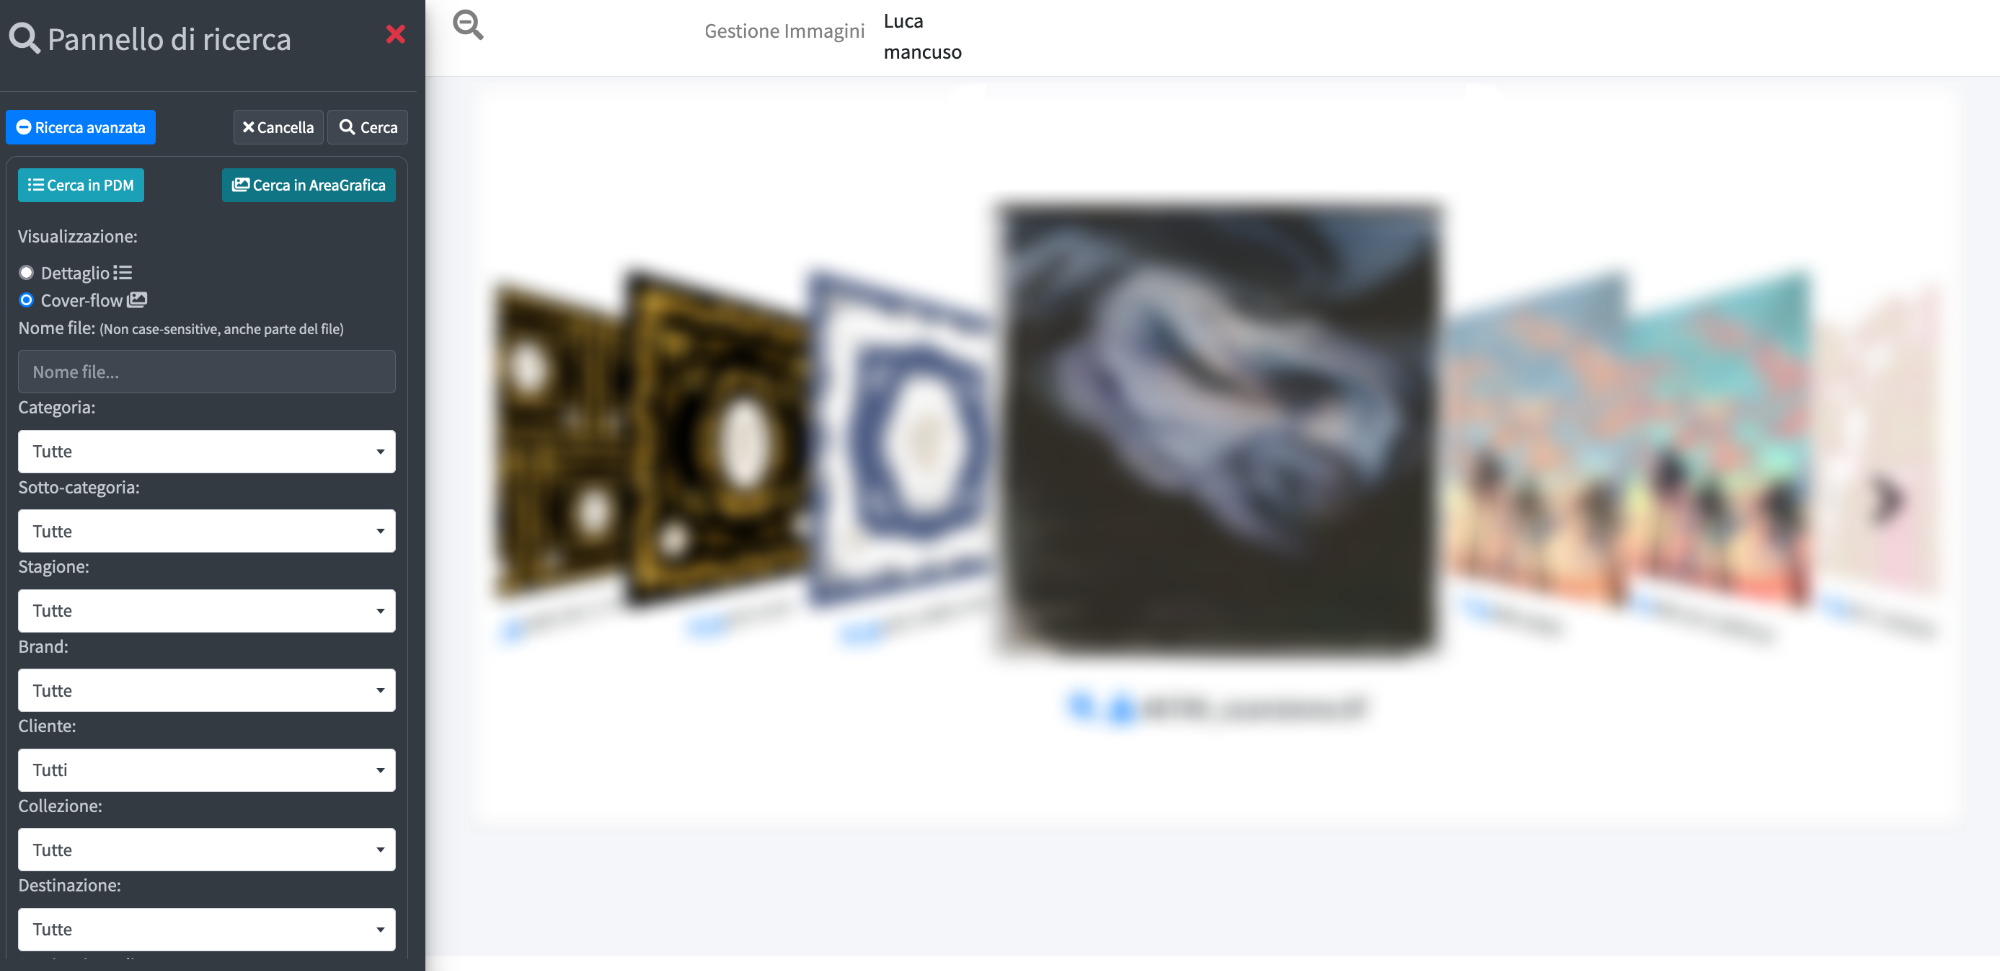 Pannello di ricerca
Gestione Immagini
Luca
mancuso
Ricerca avanzata
Cancella
Cerca
Cerca in PDM
Cerca in AreaGrafica
Visualizzazione:
Dettaglio
Cover-flow
Nome file: (Non case-sensitive, anche parte del file)
Nome file...
Categoria:
Tutte
Sotto-categoria:
Tutte
Stagione:
Tutte
Brand:
Tutte
Cliente:
Tutti
Collezione:
Tutte
Destinazione:
Tutte